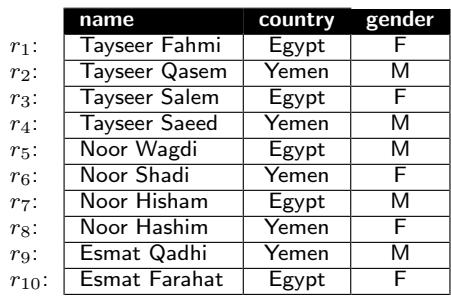 name country gender
r1: Tayseer Fahmi Egypt F
r2: Tayseer Qasem Yemen M
r3: Tayseer Salem Egypt F
r4: Tayseer Saeed Yemen M
r5: Noor Wagdi Egypt M
r6: Noor Shadi Yemen F
r7: Noor Hisham Egypt M
r8: Noor Hashim Yemen F
r9: Esmat Qadhi Yemen M
r10: Esmat Farahat Egypt F